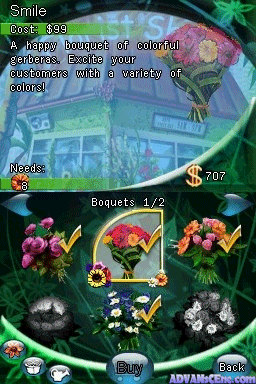 Smile
Cost: $99
A happy bouquet of colorful
gerberas. Excite your
customers with a variety of
colors!
Needs:
8
$707
Boquets 1/2
Buy
Back
ADVANsCEne.com